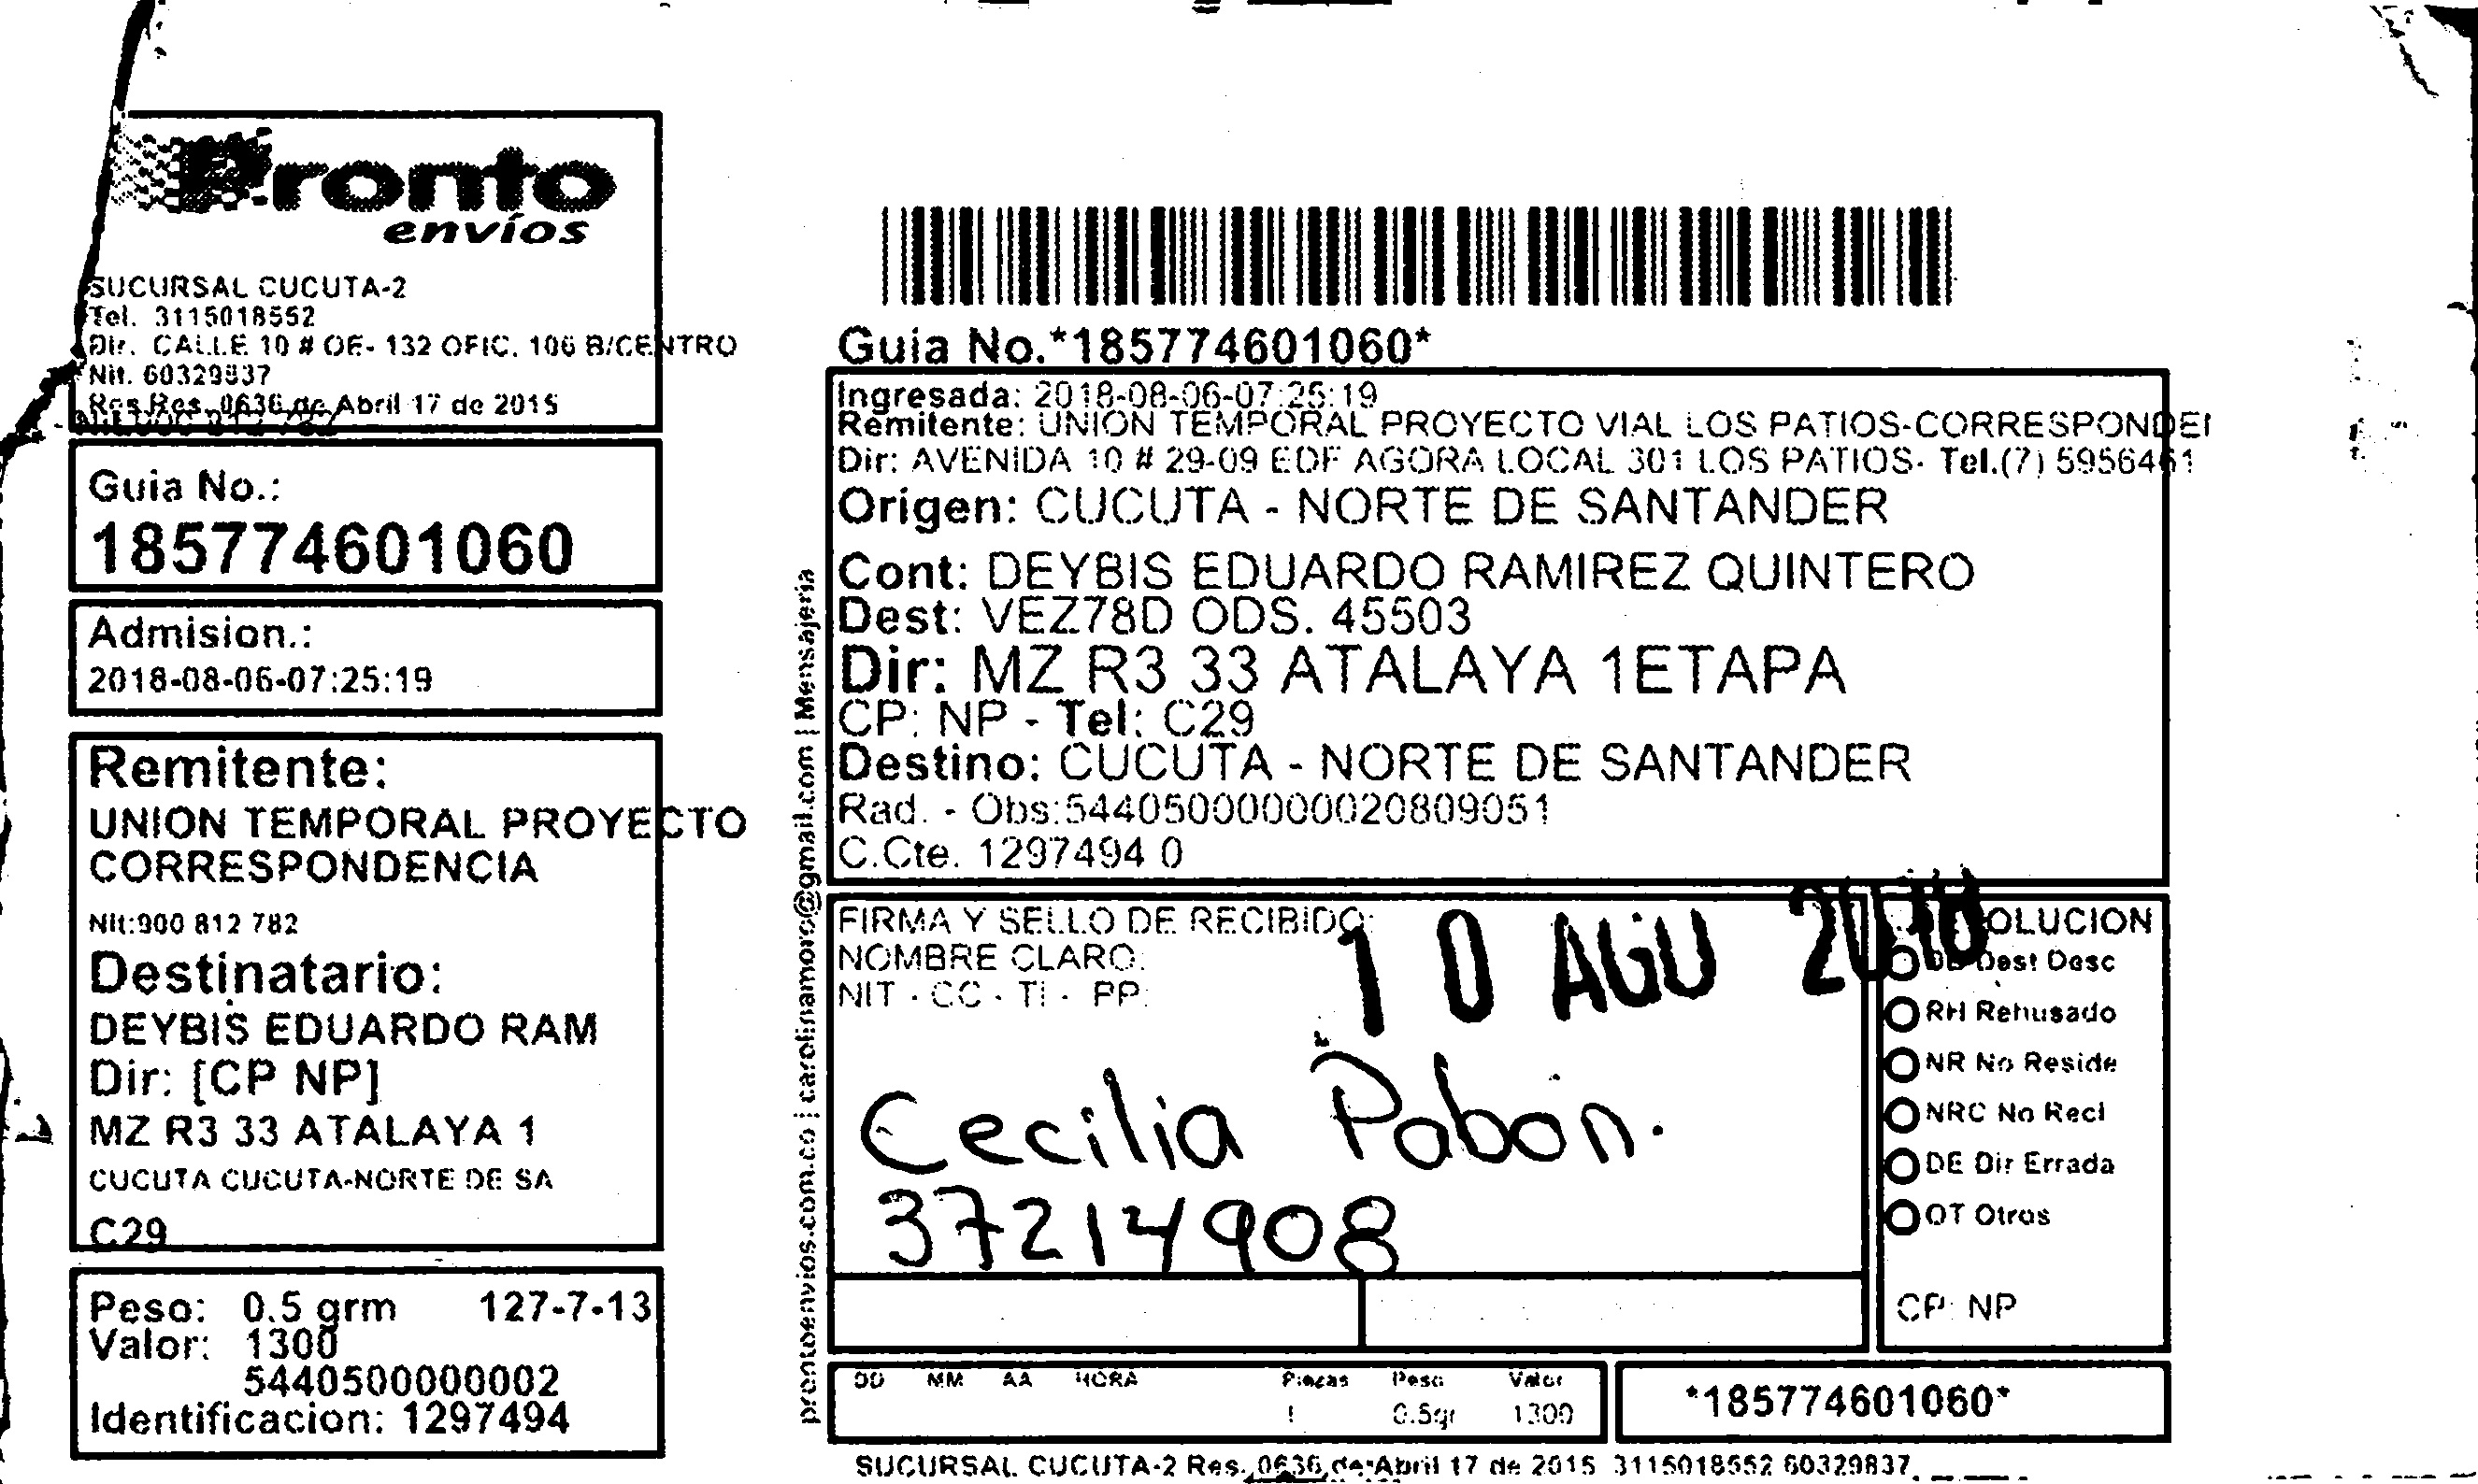 Pronto
envíos
SUCURSAL CUCUTA-2
Tel. 3115018552
Dir. CALLE 10 # OE- 132 OFIC. 106 B/CENTRO
Nit. 60329837
Res Res. 0636 de Abril 17 de 2015
Guia No.:
185774601060
Admision.:
2018-08-06-07:25:19
Remitente:
UNION TEMPORAL PROYECTO
CORRESPONDENCIA
Nit:900 812 782
Destinatario:
DEYBIS EDUARDO RAM
Dir: [CP NP]
MZ R3 33 ATALAYA 1
CUCUTA CUCUTA-NORTE DE SA
C29
Peso: 0.5 grm 127-7-13
Valor: 1300
5440500000002
Identificacion: 1297494
prontoenvios.com.co | carolinamoro@gmail.com | Mensajeria
Guia No.*185774601060*
Ingresada: 2018-08-06-07:25:19
Remitente: UNION TEMPORAL PROYECTO VIAL LOS PATIOS-CORRESPONDEN
Dir: AVENIDA 10 # 29-09 EDF AGORA LOCAL 301 LOS PATIOS- Tel.(7) 5956461
Origen: CUCUTA - NORTE DE SANTANDER
Cont: DEYBIS EDUARDO RAMIREZ QUINTERO
Dest: VEZ78D ODS. 45503
Dir: MZ R3 33 ATALAYA 1ETAPA
CP: NP - Tel: C29
Destino: CUCUTA - NORTE DE SANTANDER
Rad. - Obs:544050000000020809051
C.Cte. 1297494 0
FIRMA Y SELLO DE RECIBIDO:
NOMBRE CLARO:
NIT - CC - TI - PP:
10 AGU 2018
Cecilia Pabon.
37214908
OLUCION
Dest Desc
RH Rehusado
NR No Reside
NRC No Recl
DE Dir Errada
OT Otros
CP: NP
DD MM AA HORA Piezas Peso Valor
1 0.5gr 1300
*185774601060*
SUCURSAL CUCUTA-2 Res. 0636 de Abril 17 de 2015 3115018552 60329837